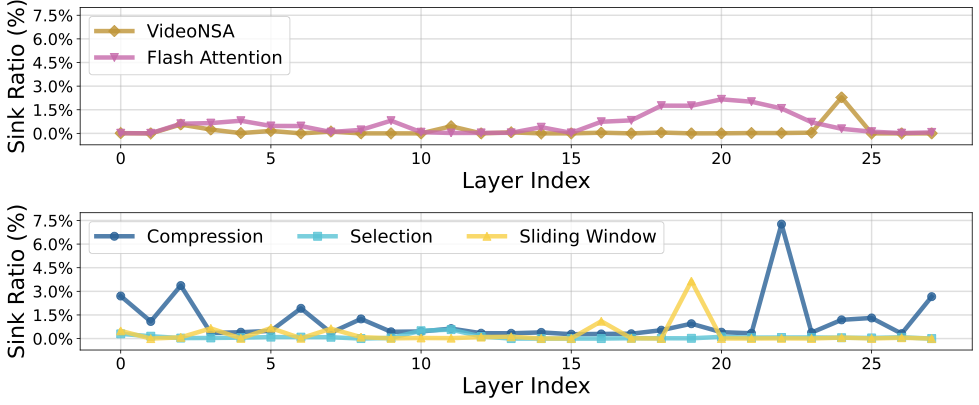 Sink Ratio (%)
7.5%
6.0%
4.5%
3.0%
1.5%
0.0%
VideoNSA
Flash Attention
0 5 10 15 20 25
Layer Index
Sink Ratio (%)
7.5%
6.0%
4.5%
3.0%
1.5%
0.0%
Compression Selection Sliding Window
0 5 10 15 20 25
Layer Index